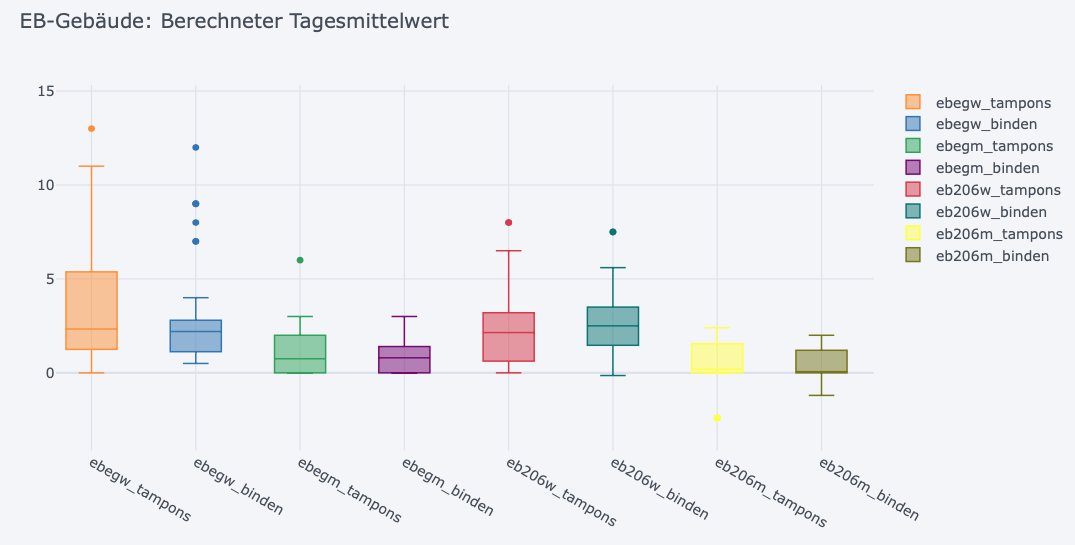 EB-Gebäude: Berechneter Tagesmittelwert
15
10
5
0
ebegw_tampons
ebegw_binden
ebegm_tampons
ebegm_binden
eb206w_tampons
eb206w_binden
eb206m_tampons
eb206m_binden
ebegw_tampons
ebegw_binden
ebegm_tampons
ebegm_binden
eb206w_tampons
eb206w_binden
eb206m_tampons
eb206m_binden